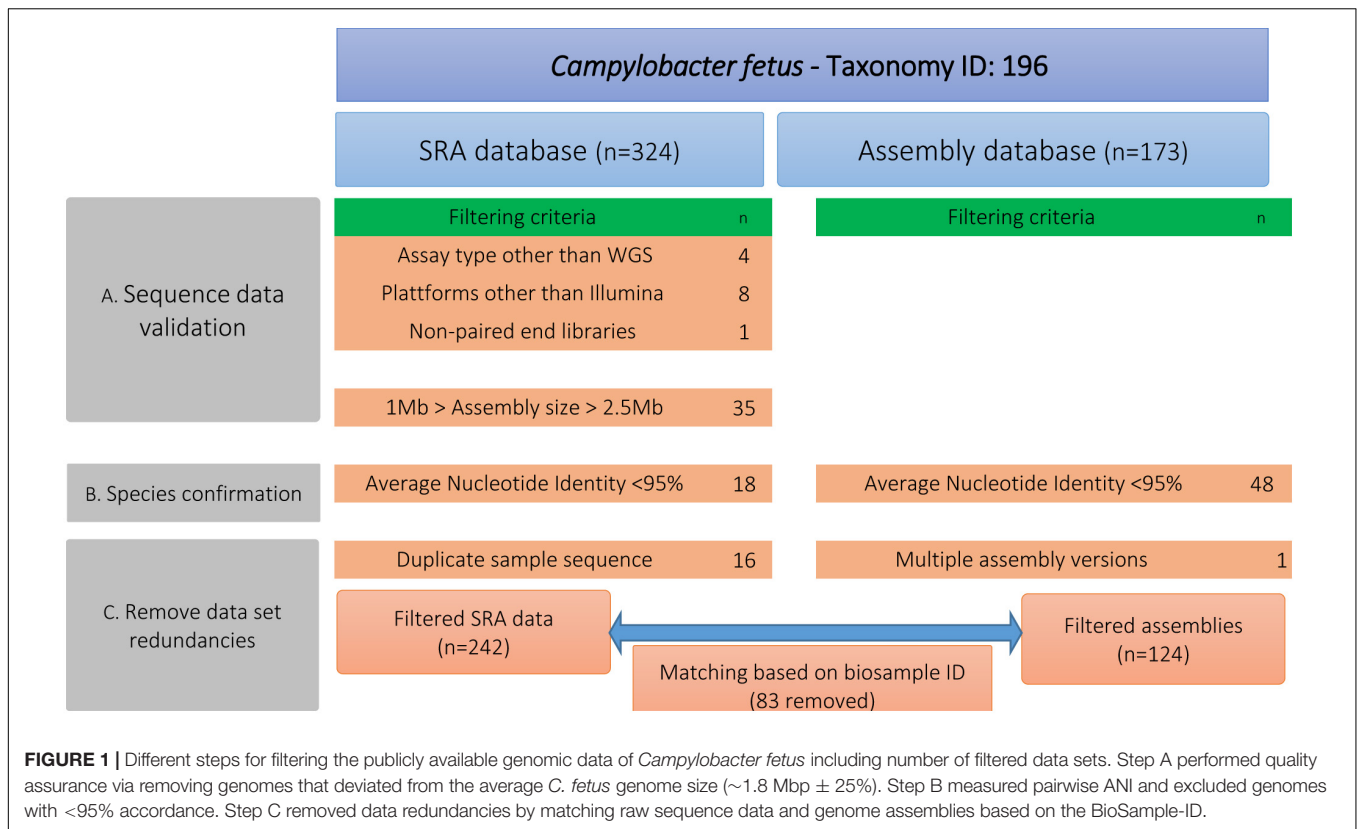 Campylobacter fetus - Taxonomy ID: 196
SRA database (n=324)
Assembly database (n=173)
A. Sequence data
validation
Filtering criteria n
Assay type other than WGS 4
Plattforms other than Illumina 8
Non-paired end libraries 1
1Mb > Assembly size > 2.5Mb 35
Filtering criteria n
B. Species confirmation
Average Nucleotide Identity <95% 18
Average Nucleotide Identity <95% 48
C. Remove data set
redundancies
Duplicate sample sequence 16
Multiple assembly versions 1
Filtered SRA data
(n=242)
Matching based on biosample ID
(83 removed)
Filtered assemblies
(n=124)
FIGURE 1 | Different steps for filtering the publicly available genomic data of Campylobacter fetus including number of filtered data sets. Step A performed quality
assurance via removing genomes that deviated from the average C. fetus genome size (~1.8 Mbp ± 25%). Step B measured pairwise ANI and excluded genomes
with <95% accordance. Step C removed data redundancies by matching raw sequence data and genome assemblies based on the BioSample-ID.